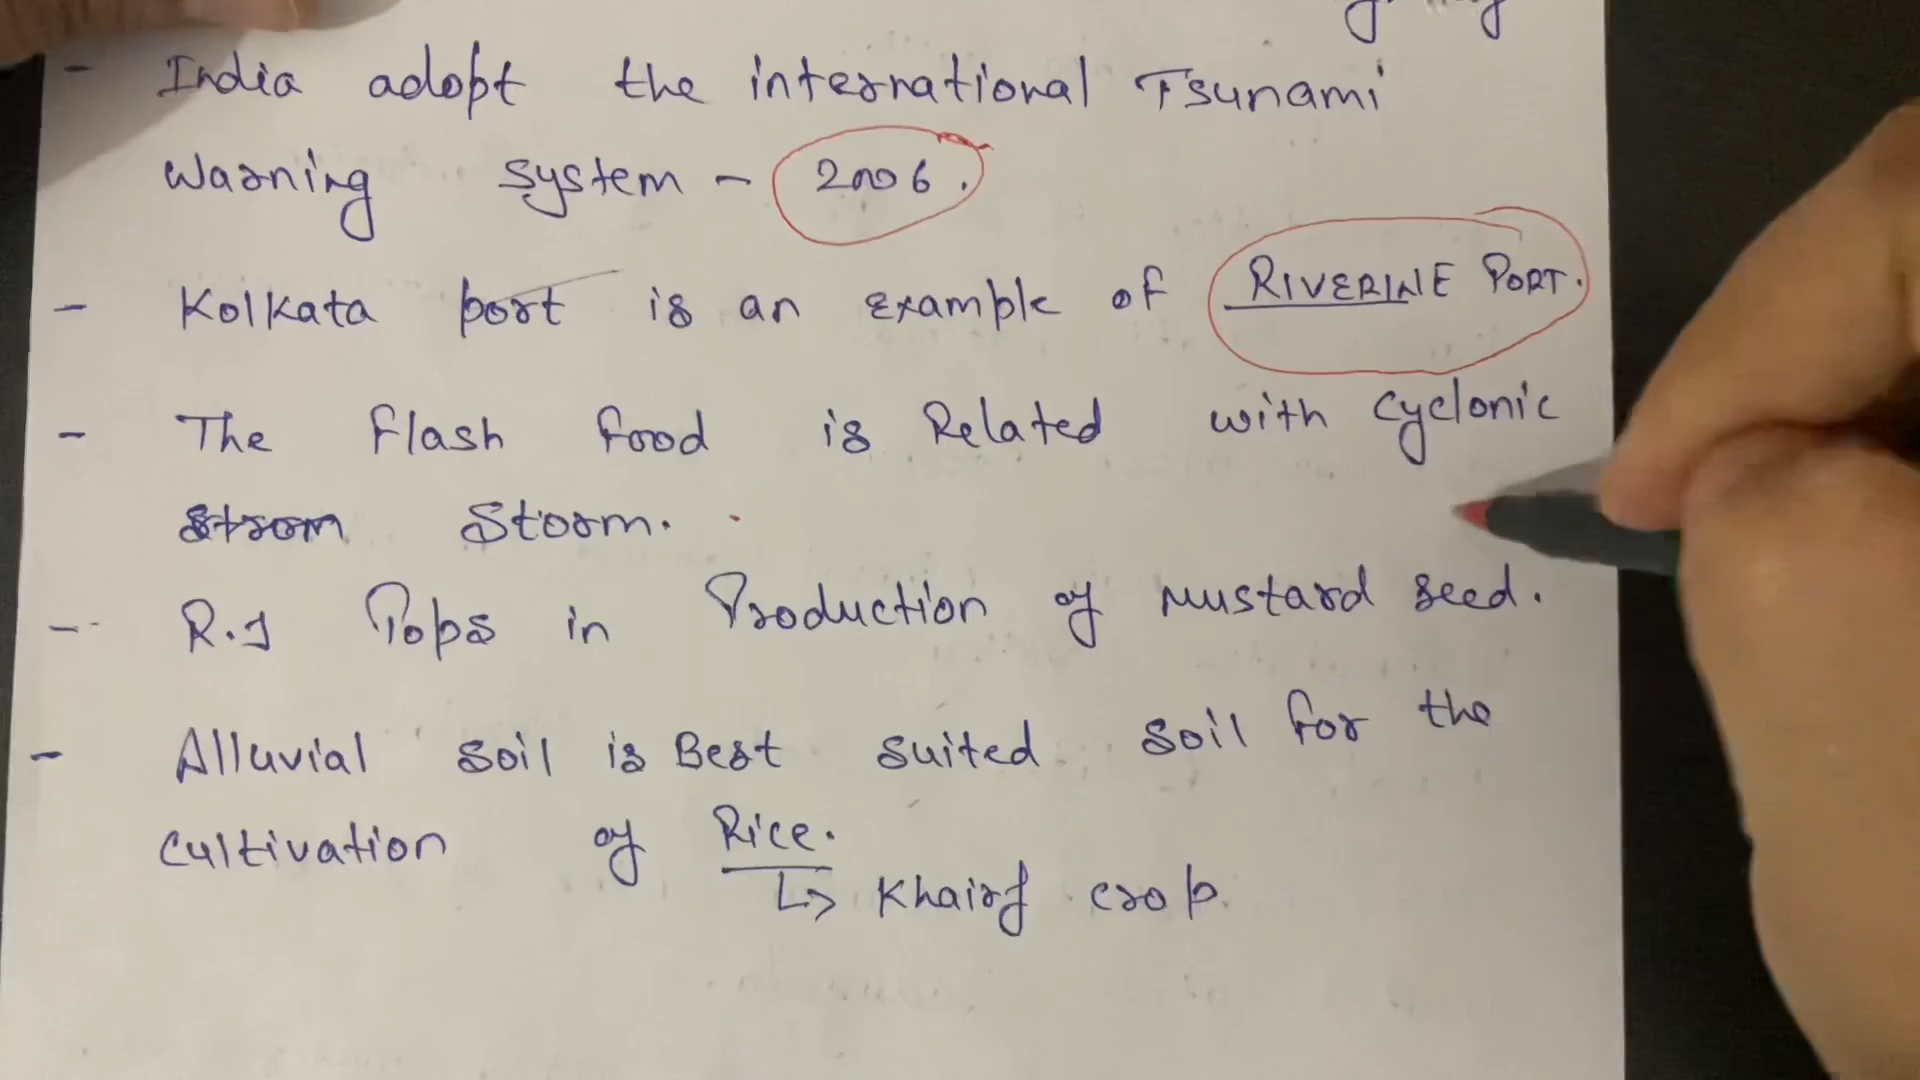 - India adopt the international Tsunami
Warning system - 2006.
- Kolkata port is an example of RIVERINE PORT.
- The Flash food is Related with cyclonic
strom Storm.
- R.J Tops in Production of mustard seed.
- Alluvial soil is Best suited soil for the
cultivation of Rice.
↳ Khairf crop.